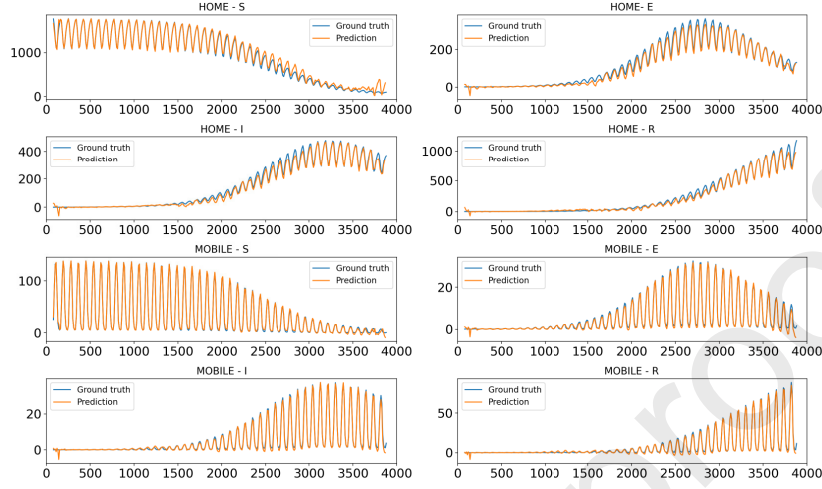 HOME - S
Ground truth
Prediction
1000
0
0 500 1000 1500 2000 2500 3000 3500 4000
HOME- E
Ground truth
Prediction
200
0
0 500 1000 1500 2000 2500 3000 3500 4000
HOME - I
Ground truth
Prediction
400
200
0
0 500 1000 1500 2000 2500 3000 3500 4000
HOME - R
Ground truth
Prediction
1000
500
0
0 500 1000 1500 2000 2500 3000 3500 4000
MOBILE - S
Ground truth
Prediction
100
0
0 500 1000 1500 2000 2500 3000 3500 4000
MOBILE - E
Ground truth
Prediction
20
0
0 500 1000 1500 2000 2500 3000 3500 4000
MOBILE - I
Ground truth
Prediction
20
0
0 500 1000 1500 2000 2500 3000 3500 4000
MOBILE - R
Ground truth
Prediction
50
0
0 500 1000 1500 2000 2500 3000 3500 4000